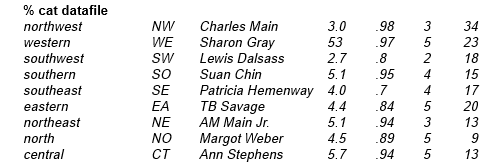 % cat datafile
northwest NW Charles Main 3.0 .98 3 34
western WE Sharon Gray 53 .97 5 23
southwest SW Lewis Dalsass 2.7 .8 2 18
southern SO Suan Chin 5.1 .95 4 15
southeast SE Patricia Hemenway 4.0 .7 4 17
eastern EA TB Savage 4.4 .84 5 20
northeast NE AM Main Jr. 5.1 .94 3 13
north NO Margot Weber 4.5 .89 5 9
central CT Ann Stephens 5.7 .94 5 13